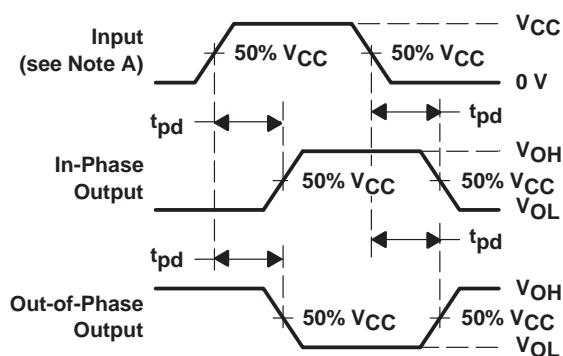 Input
(see Note A)
50% VCC
50% VCC
VCC
0 V
tpd
tpd
In-Phase
Output
50% VCC
VOH
50% VCC
VOL
tpd
tpd
Out-of-Phase
Output
50% VCC
VOH
50% VCC
VOL